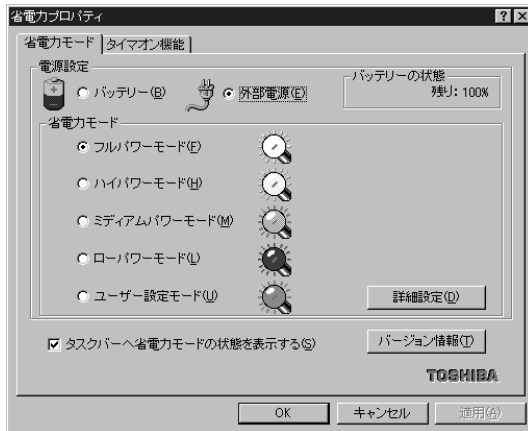 省電力プロパティ
省電力モード タイマオン機能
電源設定
バッテリー(B) 外部電源(E)
バッテリーの状態
残り: 100%
省電力モード
フルパワーモード(F)
ハイパワーモード(H)
ミディアムパワーモード(M)
ローパワーモード(L)
ユーザー設定モード(U)
詳細設定(D)
タスクバーへ省電力モードの状態を表示する(S)
バージョン情報(T)
TOSHIBA
OK キャンセル 適用(A)